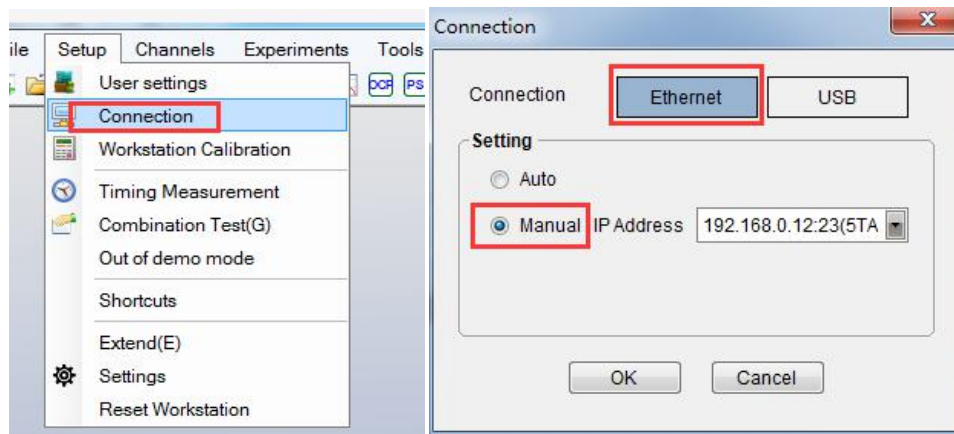 ile Setup Channels Experiments Tools
OCP PS
User settings
Connection
Workstation Calibration
Timing Measurement
Combination Test(G)
Out of demo mode
Shortcuts
Extend(E)
Settings
Reset Workstation
Connection
X
Connection Ethernet USB
Setting
Auto
Manual IP Address 192.168.0.12:23(5TA
OK Cancel